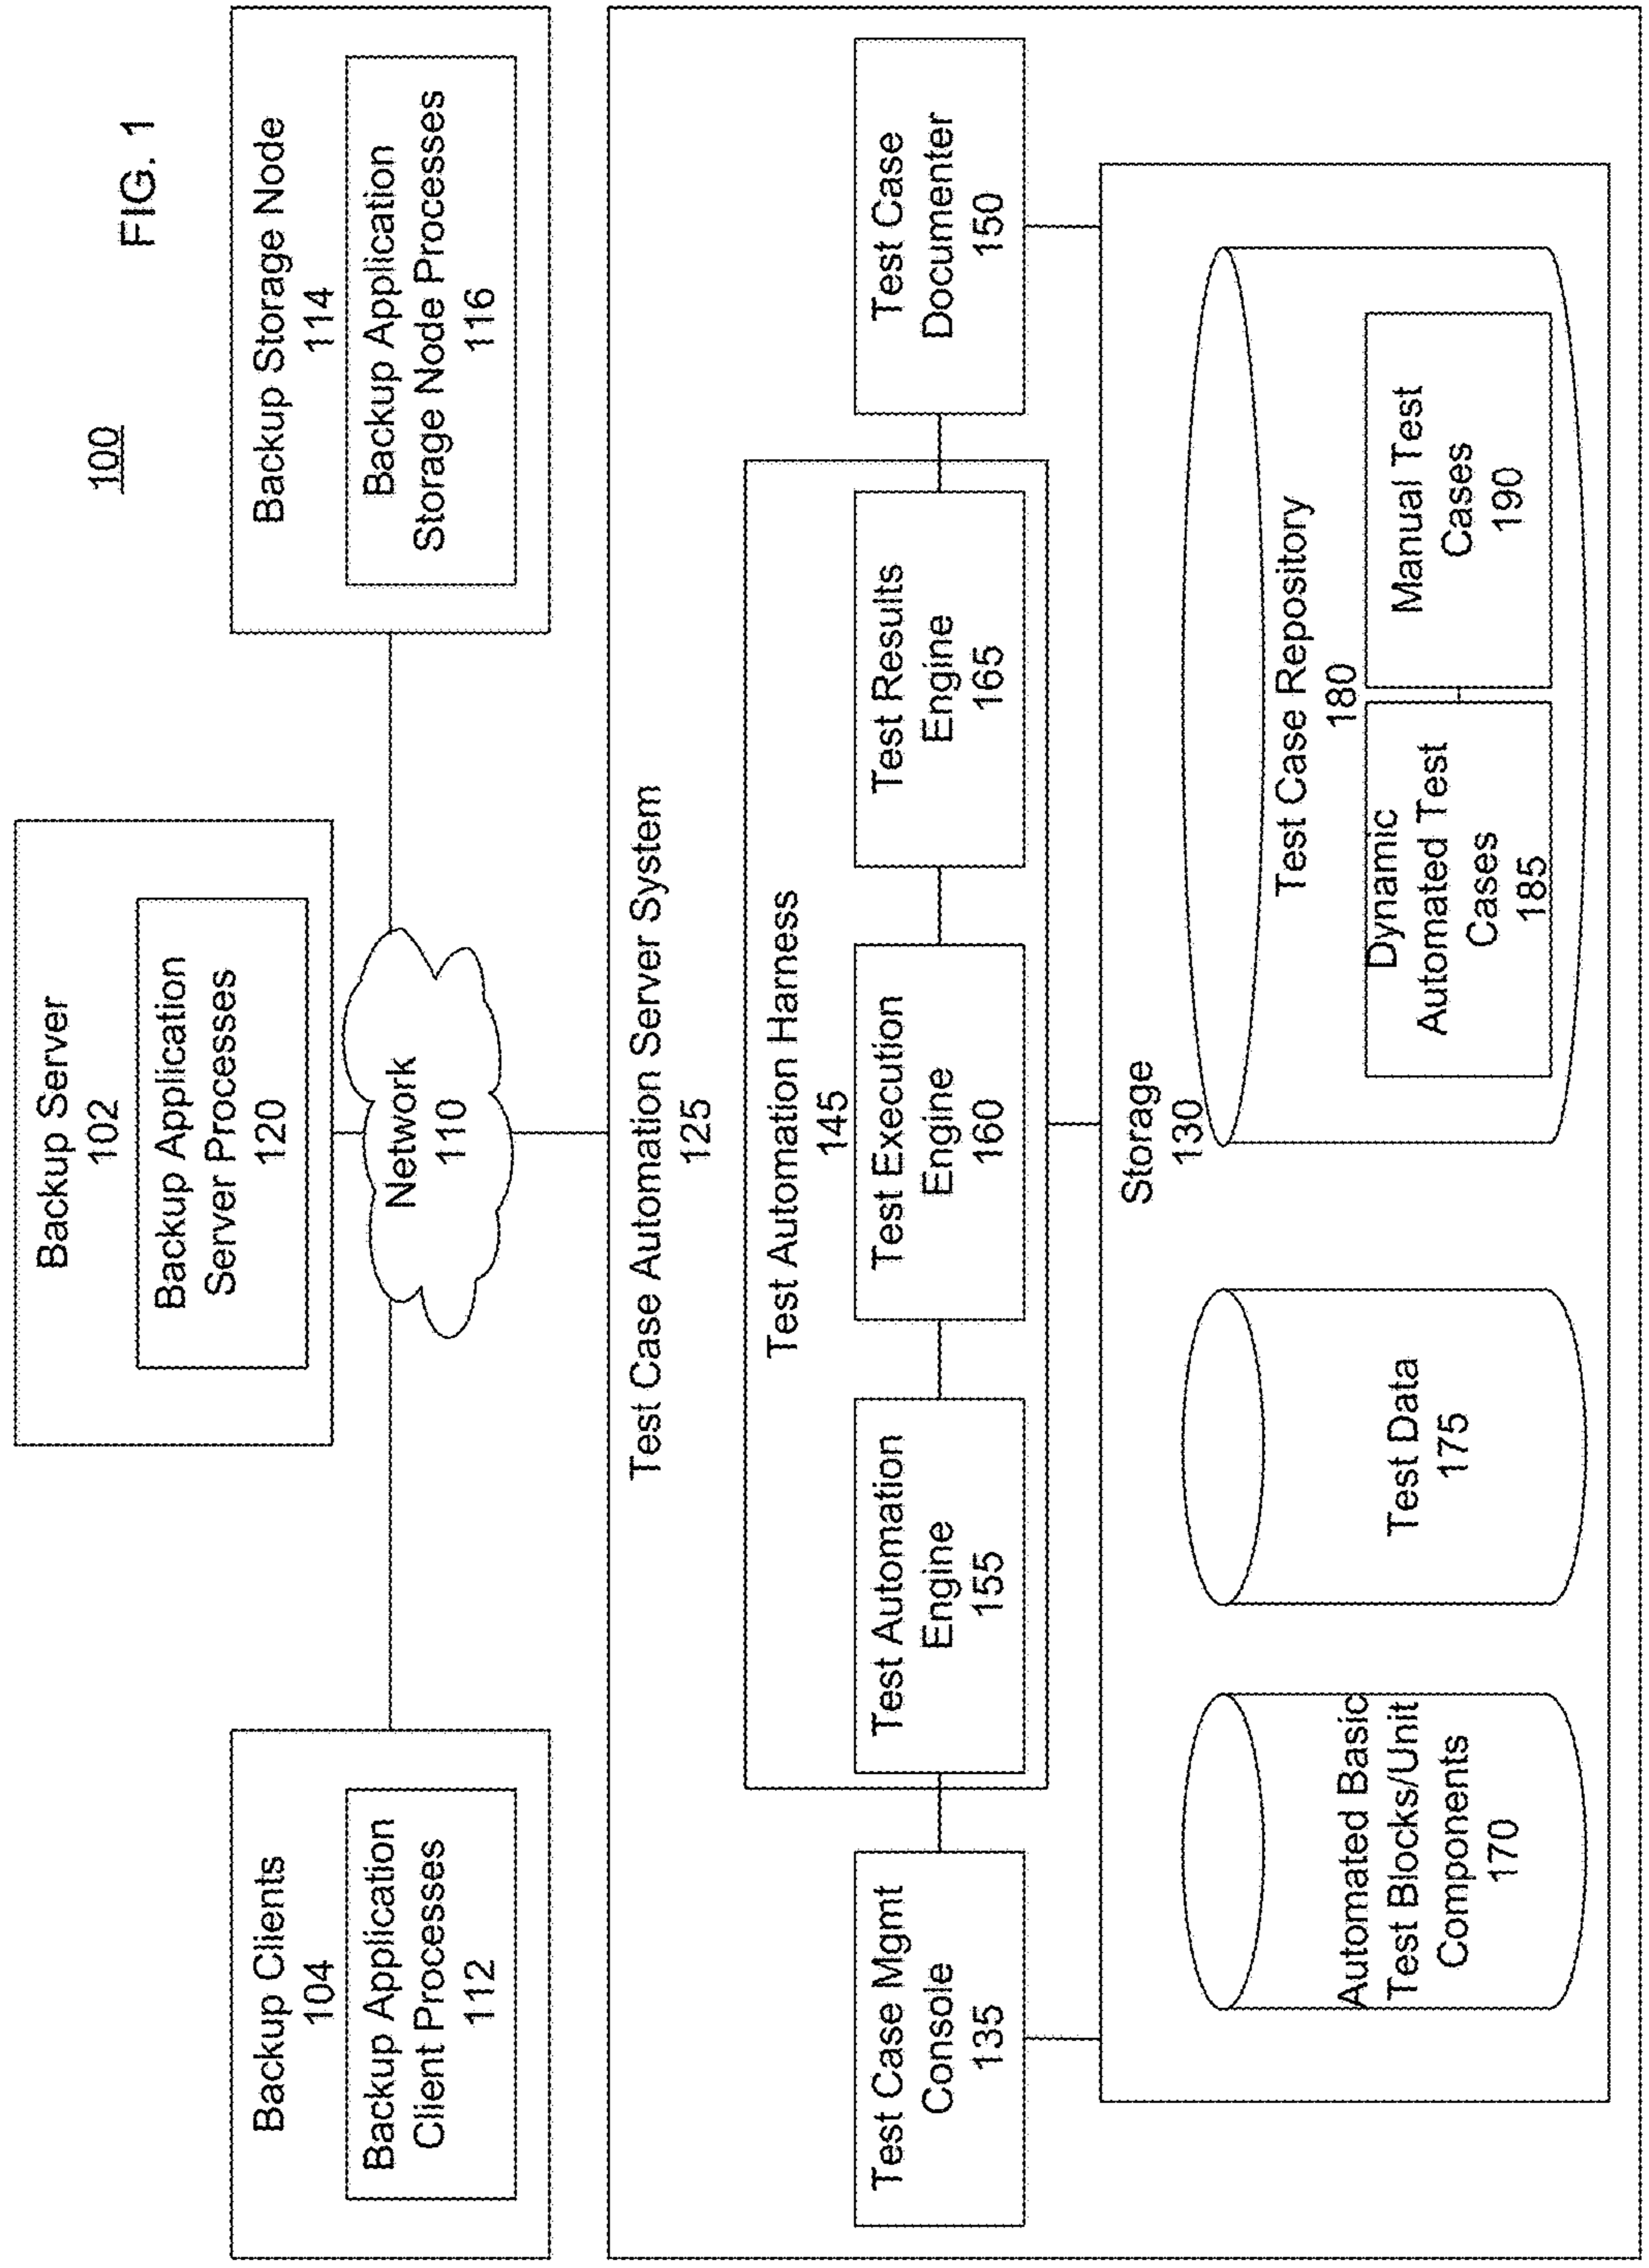 100
FIG. 1
Backup Server
102
Backup Application
Server Processes
120
Backup Clients
104
Backup Application
Client Processes
112
Network
110
Backup Storage Node
114
Backup Application
Storage Node Processes
116
Test Case Automation Server System
125
Test Automation Harness
145
Test Case Mgmt
Console
135
Test Automation
Engine
155
Test Execution
Engine
160
Test Results
Engine
165
Test Case
Documenter
150
Storage
130
Automated Basic
Test Blocks/Unit
Components
170
Test Data
175
Test Case Repository
180
Dynamic
Automated Test
Cases
185
Manual Test
Cases
190